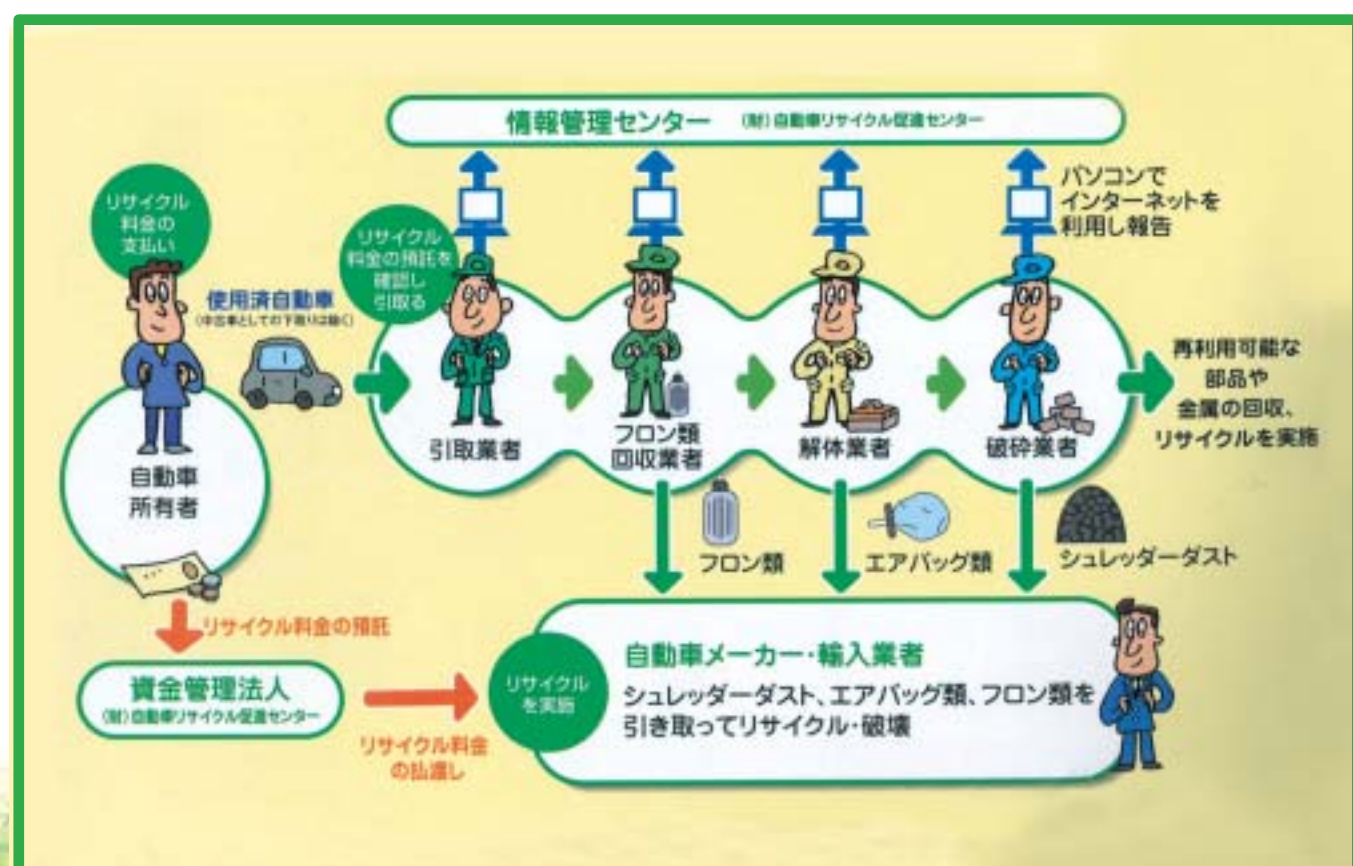 情報管理センター (財)自動車リサイクル促進センター
リサイクル
料金の
支払い
リサイクル
料金の預託を
確認し
引取る
パソコンで
インターネットを
利用し報告
使用済自動車
(中古車としての下取りは除く)
自動車
所有者
引取業者
フロン類
回収業者
解体業者
破砕業者
再利用可能な
部品や
金属の回収、
リサイクルを実施
フロン類
エアバッグ類
シュレッダーダスト
リサイクル料金の預託
資金管理法人
(財)自動車リサイクル促進センター
リサイクル料金
の払渡し
リサイクル
を実施
自動車メーカー・輸入業者
シュレッダーダスト、エアバッグ類、フロン類を
引き取ってリサイクル・破壊